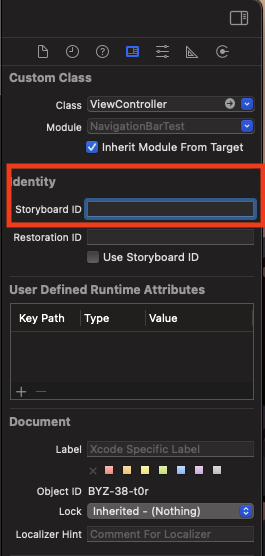 Custom Class
Class ViewController
Module NavigationBarTest
Inherit Module From Target
Identity
Storyboard ID
Restoration ID
Use Storyboard ID
User Defined Runtime Attributes
Key Path Type Value
Document
Label Xcode Specific Label
Object ID BYZ-38-t0r
Lock Inherited - (Nothing)
Localizer Hint Comment For Localizer